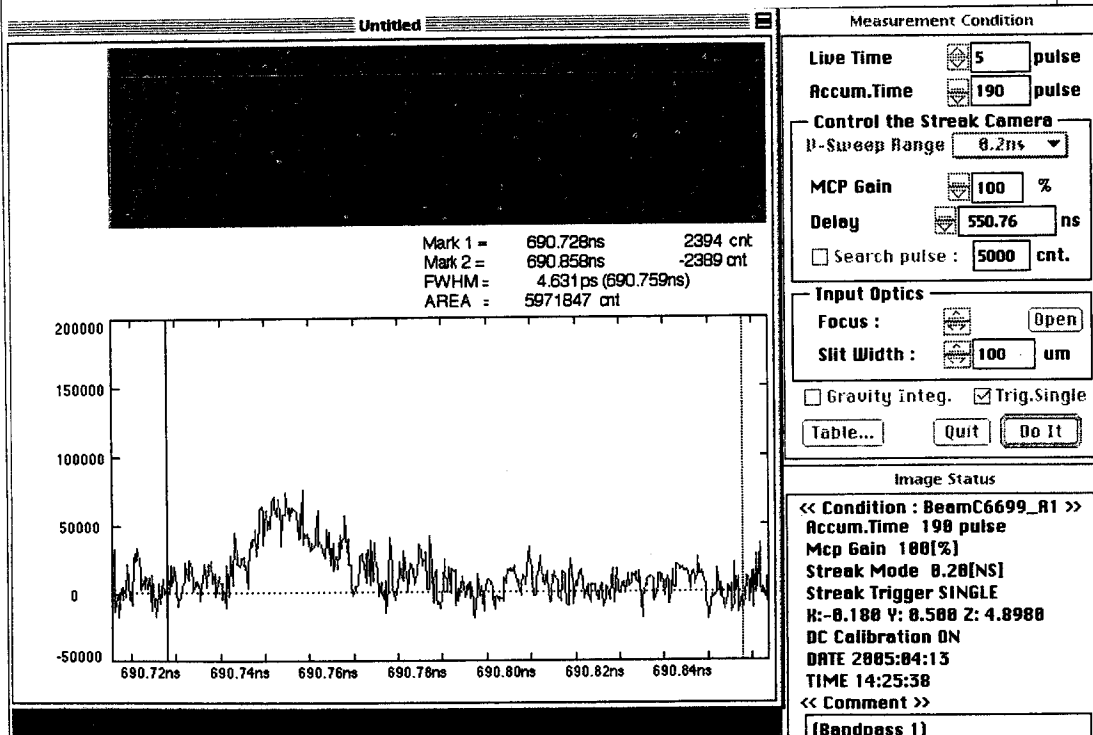 Untitled
Mark 1 = 690.728ns 2394 cnt
Mark 2 = 690.858ns -2389 cnt
FWHM = 4.631ps (690.759ns)
AREA = 5971847 cnt
200000
150000
100000
50000
0
-50000
690.72ns 690.74ns 690.76ns 690.78ns 690.80ns 690.82ns 690.84ns
Measurement Condition
Live Time 5 pulse
Accum.Time 190 pulse
Control the Streak Camera
V-Sweep Range 0.2ns
MCP Gain 100 %
Delay 550.76 ns
Search pulse : 5000 cnt.
Input Optics
Focus : Open
Slit Width : 100 um
Gravity Integ. Trig.Single
Table... Quit Do It
Image Status
<< Condition : BeamC6699_A1 >>
Accum.Time 190 pulse
Mcp Gain 100[%]
Streak Mode 0.20[NS]
Streak Trigger SINGLE
X:-0.180 Y: 0.500 Z: 4.8980
DC Calibration ON
DATE 2005:04:13
TIME 14:25:38
<< Comment >>
(Bandpass 1)